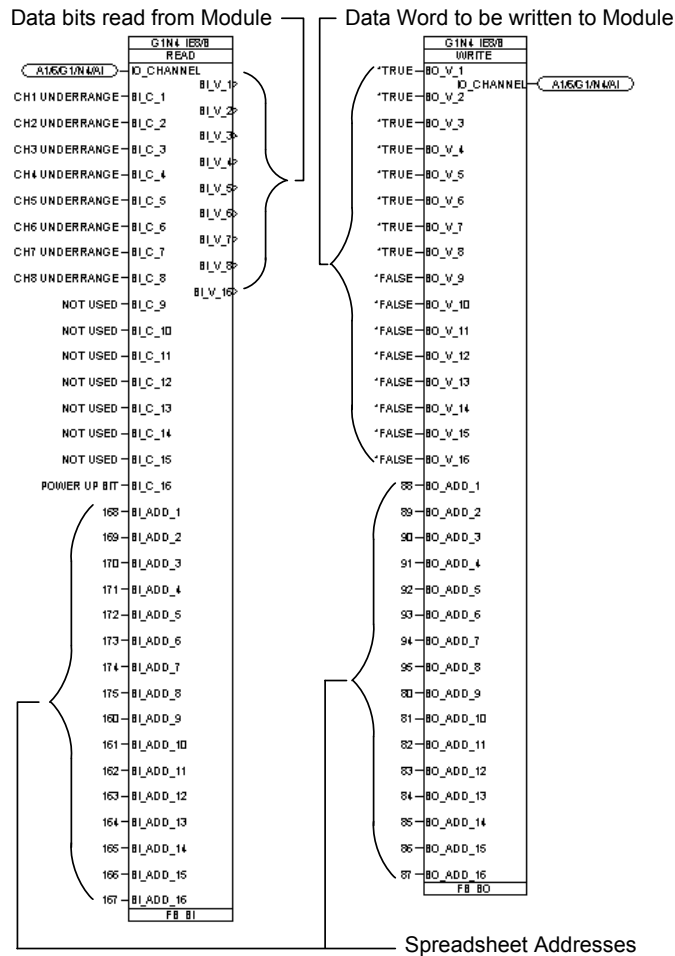 Data bits read from Module
Data Word to be written to Module
G1N4 IE8/B
READ
A1/5/G1/N4/AI IO_CHANNEL
BI_V_1
CH1 UNDERRANGE BI_C_1
BI_V_2
CH2 UNDERRANGE BI_C_2
BI_V_3
CH3 UNDERRANGE BI_C_3
BI_V_4
CH4 UNDERRANGE BI_C_4
BI_V_5
CH5 UNDERRANGE BI_C_5
BI_V_6
CH6 UNDERRANGE BI_C_6
BI_V_7
CH7 UNDERRANGE BI_C_7
BI_V_8
CH8 UNDERRANGE BI_C_8
BI_V_16
NOT USED BI_C_9
NOT USED BI_C_10
NOT USED BI_C_11
NOT USED BI_C_12
NOT USED BI_C_13
NOT USED BI_C_14
NOT USED BI_C_15
POWER UP BIT BI_C_16
168 BI_ADD_1
169 BI_ADD_2
170 BI_ADD_3
171 BI_ADD_4
172 BI_ADD_5
173 BI_ADD_6
174 BI_ADD_7
175 BI_ADD_8
160 BI_ADD_9
161 BI_ADD_10
162 BI_ADD_11
163 BI_ADD_12
164 BI_ADD_13
165 BI_ADD_14
166 BI_ADD_15
167 BI_ADD_16
FB BI
G1N4 IE8/B
WRITE
*TRUE BO_V_1
IO_CHANNEL A1/5/G1/N4/AI
*TRUE BO_V_2
*TRUE BO_V_3
*TRUE BO_V_4
*TRUE BO_V_5
*TRUE BO_V_6
*TRUE BO_V_7
*TRUE BO_V_8
*FALSE BO_V_9
*FALSE BO_V_10
*FALSE BO_V_11
*FALSE BO_V_12
*FALSE BO_V_13
*FALSE BO_V_14
*FALSE BO_V_15
*FALSE BO_V_16
88 BO_ADD_1
89 BO_ADD_2
90 BO_ADD_3
91 BO_ADD_4
92 BO_ADD_5
93 BO_ADD_6
94 BO_ADD_7
95 BO_ADD_8
80 BO_ADD_9
81 BO_ADD_10
82 BO_ADD_11
83 BO_ADD_12
84 BO_ADD_13
85 BO_ADD_14
86 BO_ADD_15
87 BO_ADD_16
FB BO
Spreadsheet Addresses